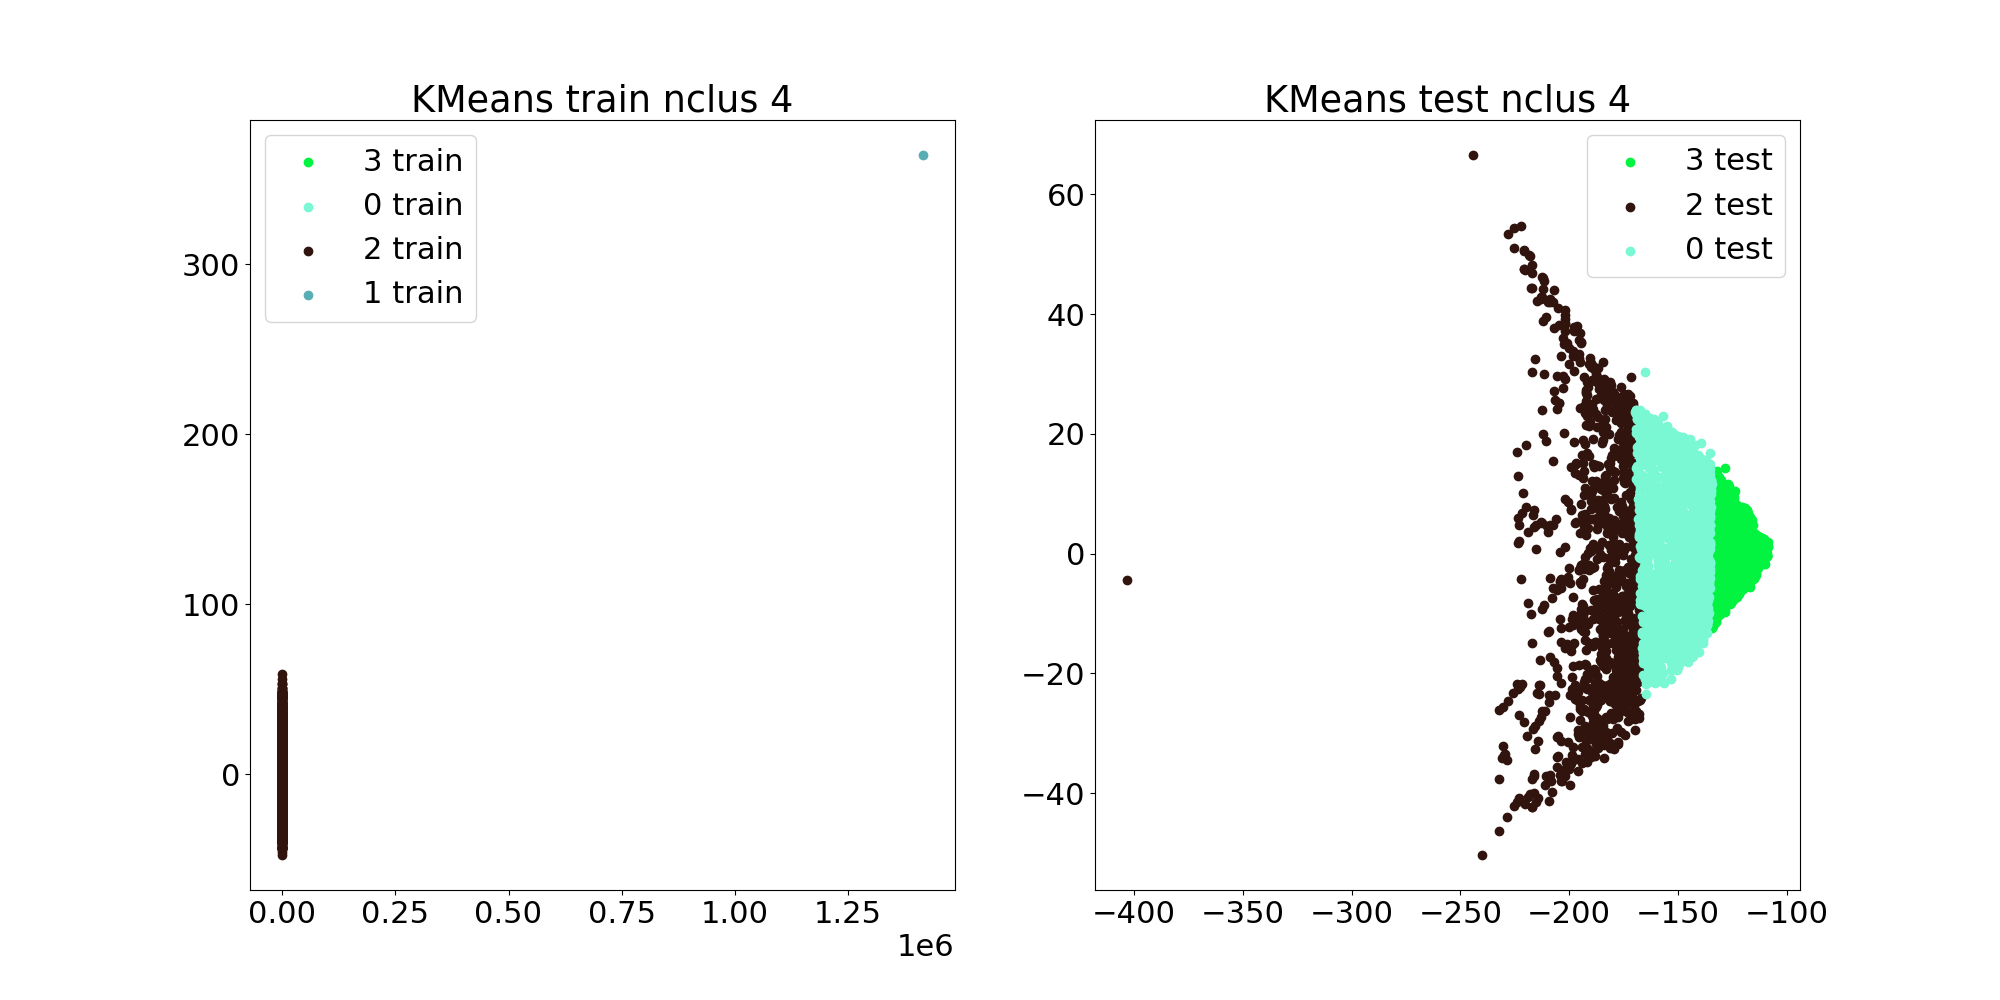 KMeans train nclus 4
3 train
0 train
2 train
1 train
300
200
100
0
0.00 0.25 0.50 0.75 1.00 1.25
1e6
KMeans test nclus 4
3 test
2 test
0 test
60
40
20
0
−20
−40
−400 −350 −300 −250 −200 −150 −100